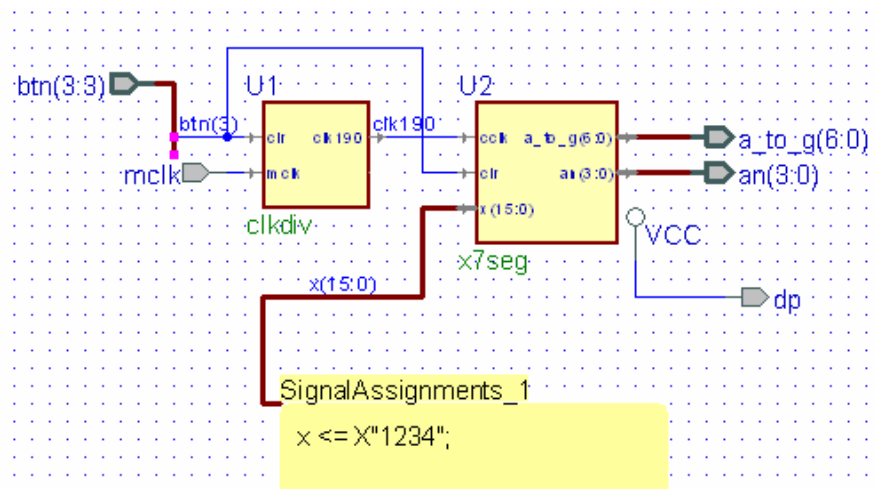 btn(3:3)
U1
U2
btn(3)
clr
clk190
clk190
cclk
a_to_g(6:0)
a_to_g(6:0)
mclk
mclk
clr
an(3:0)
an(3:0)
x(15:0)
clkdiv
VCC
x7seg
x(15:0)
dp
SignalAssignments_1
x <= X"1234";